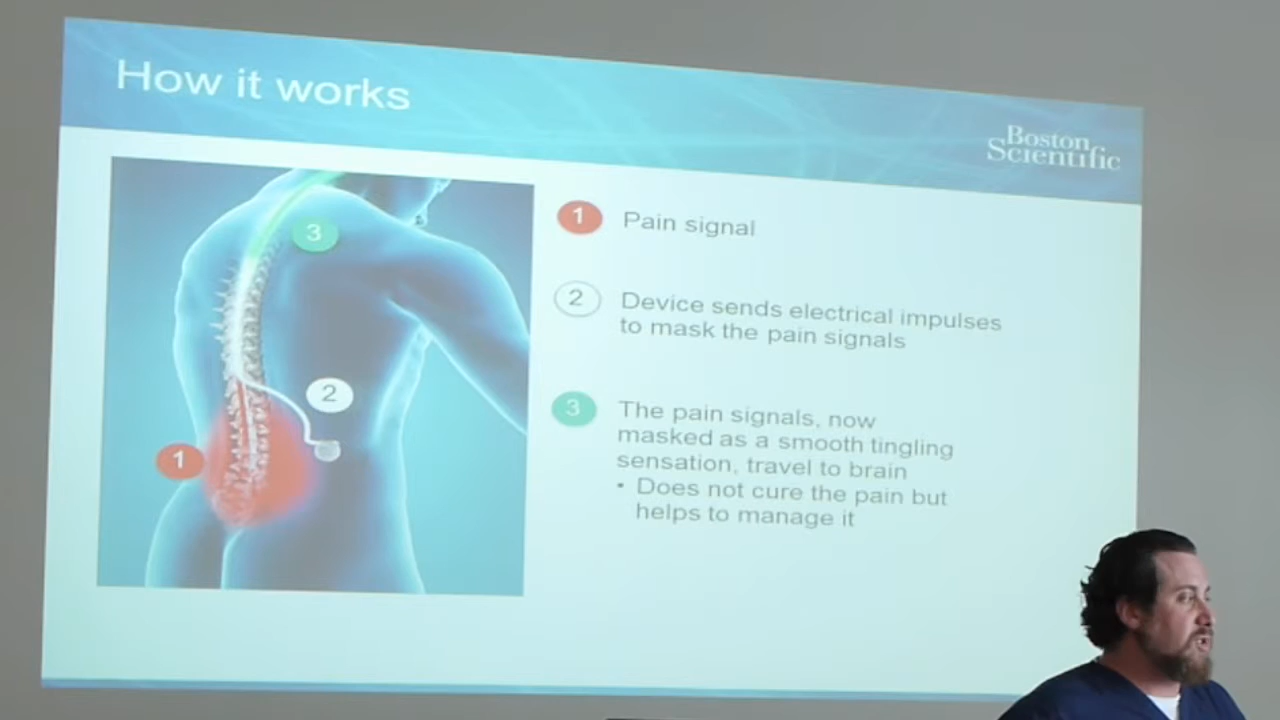 How it works
Boston
Scientific
3
2
1
1 Pain signal
2 Device sends electrical impulses
to mask the pain signals
3 The pain signals, now
masked as a smooth tingling
sensation, travel to brain
• Does not cure the pain but
helps to manage it